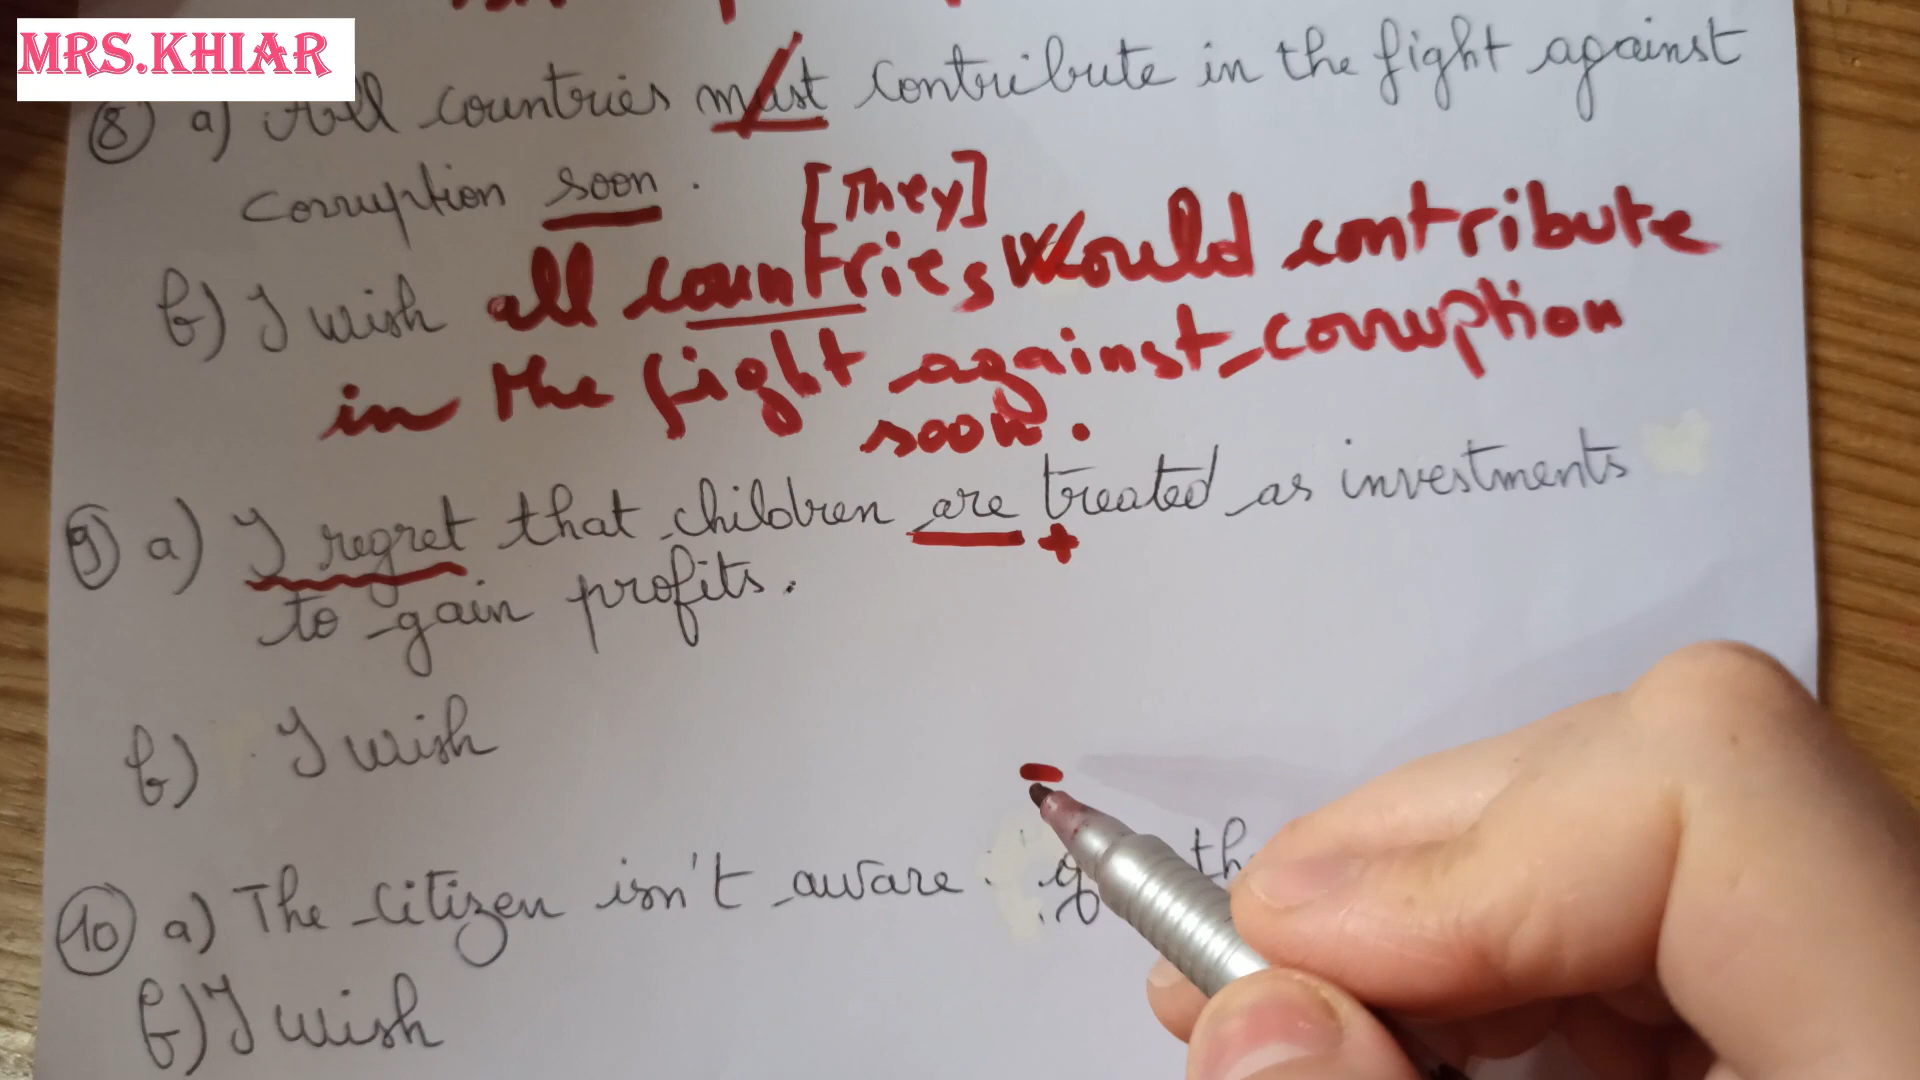 MRS.KHIAR
⑧ a) All countries must contribute in the fight against
corruption soon.
[They]
b) I wish all countries would contribute
in the fight against corruption
soon.
⑨ a) I regret that children are treated as investments
+
to gain profits.
b) I wish
-
⑩ a) The citizen isn't aware of
b) I wish